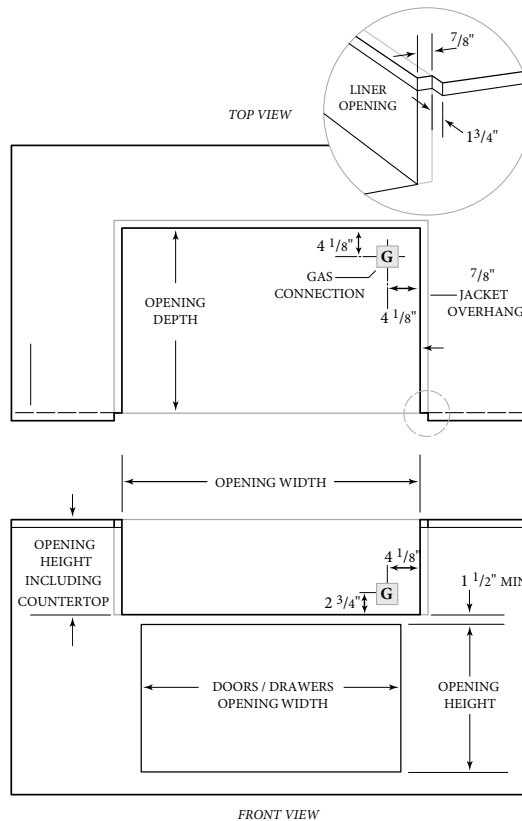 7/8"
LINER
OPENING
1 3/4"
TOP VIEW
4 1/8"
G
GAS
CONNECTION
4 1/8"
7/8"
JACKET
OVERHANG
OPENING
DEPTH
OPENING WIDTH
OPENING
HEIGHT
INCLUDING
COUNTERTOP
4 1/8"
G
2 3/4"
1 1/2" MIN
DOORS / DRAWERS
OPENING WIDTH
OPENING
HEIGHT
FRONT VIEW